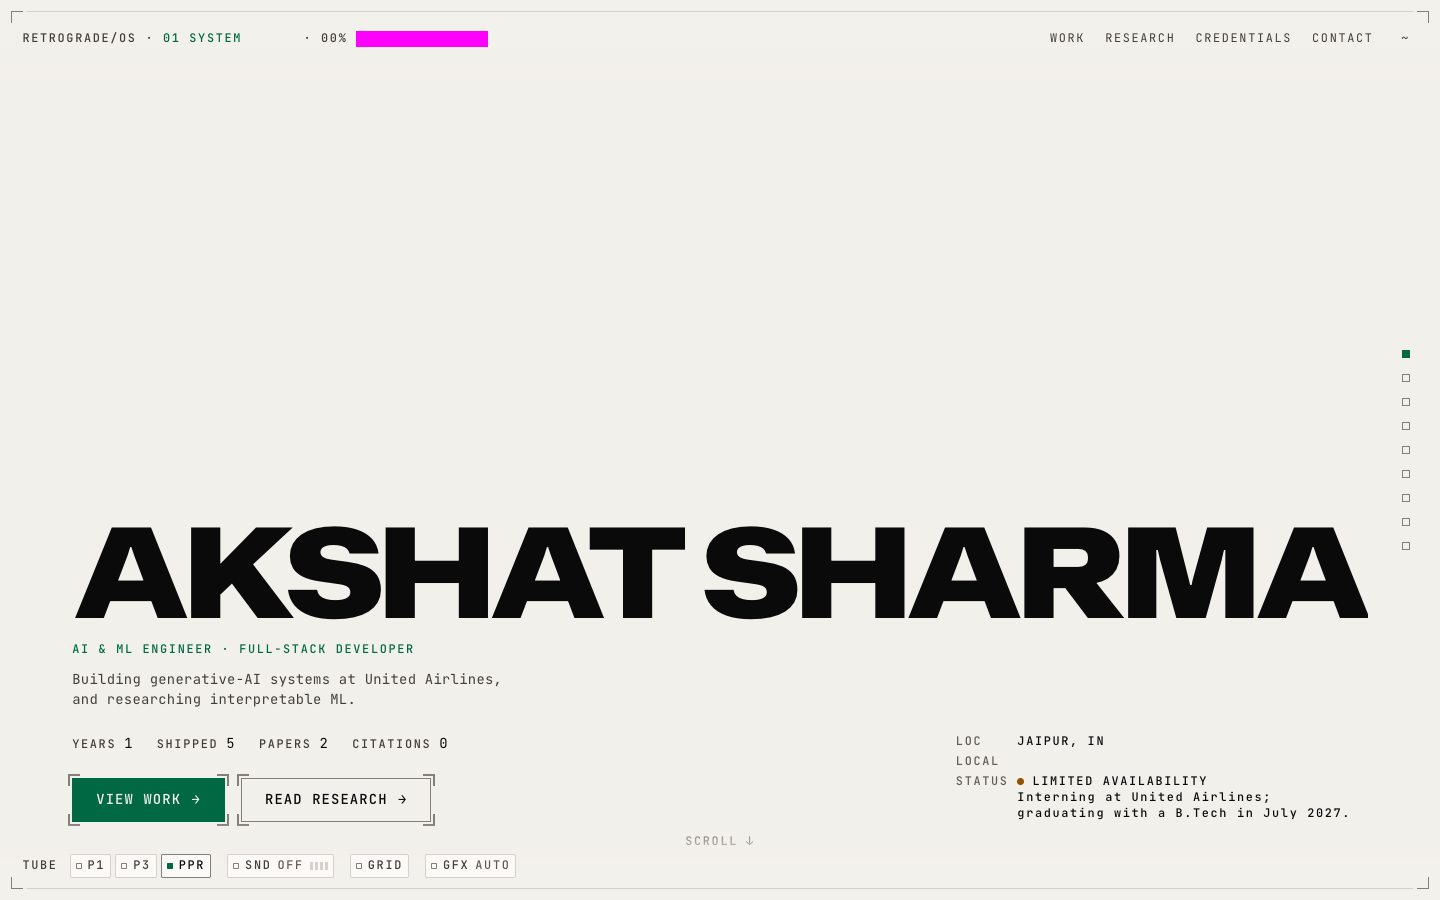 RETROGRADE/OS · 01 SYSTEM · 00%
WORK RESEARCH CREDENTIALS CONTACT ~
AKSHAT SHARMA
AI & ML ENGINEER · FULL-STACK DEVELOPER
Building generative-AI systems at United Airlines,
and researching interpretable ML.
YEARS 1 SHIPPED 5 PAPERS 2 CITATIONS 0
VIEW WORK →
READ RESEARCH →
LOC JAIPUR, IN
LOCAL
STATUS LIMITED AVAILABILITY
Interning at United Airlines;
graduating with a B.Tech in July 2027.
SCROLL ↓
TUBE P1 P3 PPR SND OFF GRID GFX AUTO